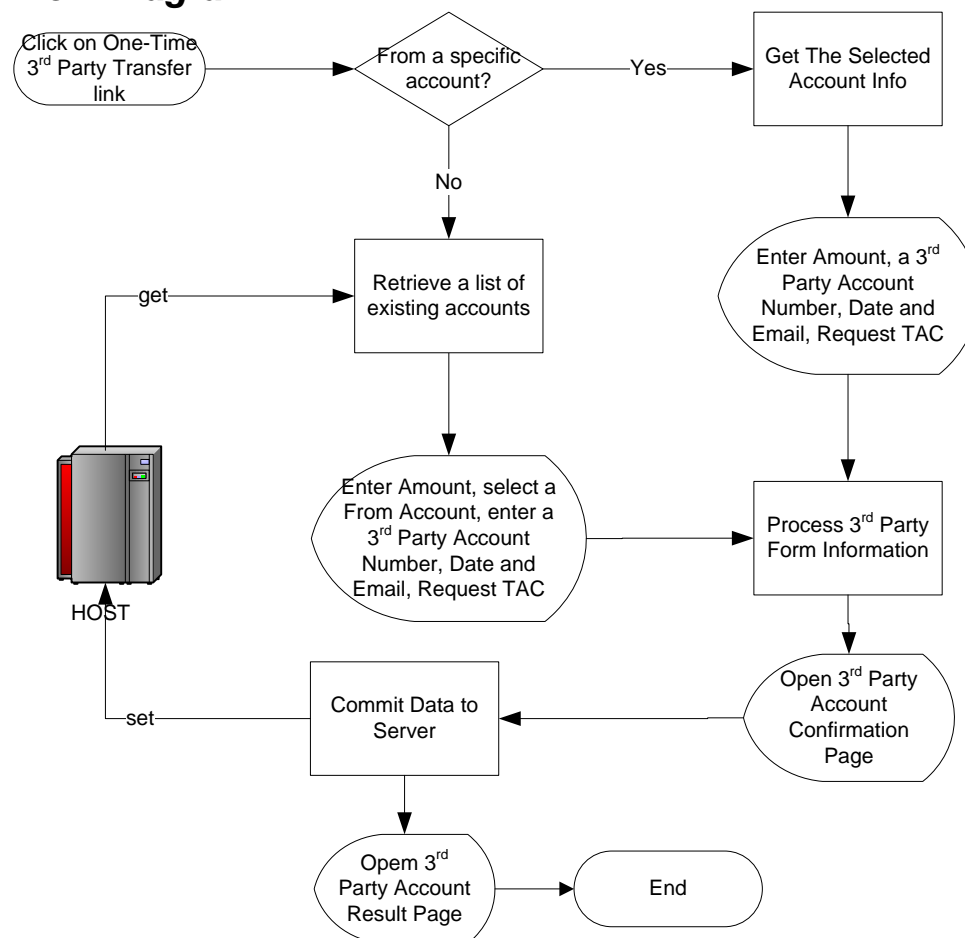 Click on One-Time
3rd Party Transfer
link
From a specific
account?
Yes
Get The Selected
Account Info
No
Retrieve a list of
existing accounts
get
Enter Amount, a 3rd
Party Account
Number, Date and
Email, Request TAC
Enter Amount, select a
From Account, enter a
3rd Party Account
Number, Date and
Email, Request TAC
Process 3rd Party
Form Information
HOST
set
Commit Data to
Server
Open 3rd Party
Account
Confirmation
Page
Opem 3rd
Party Account
Result Page
End